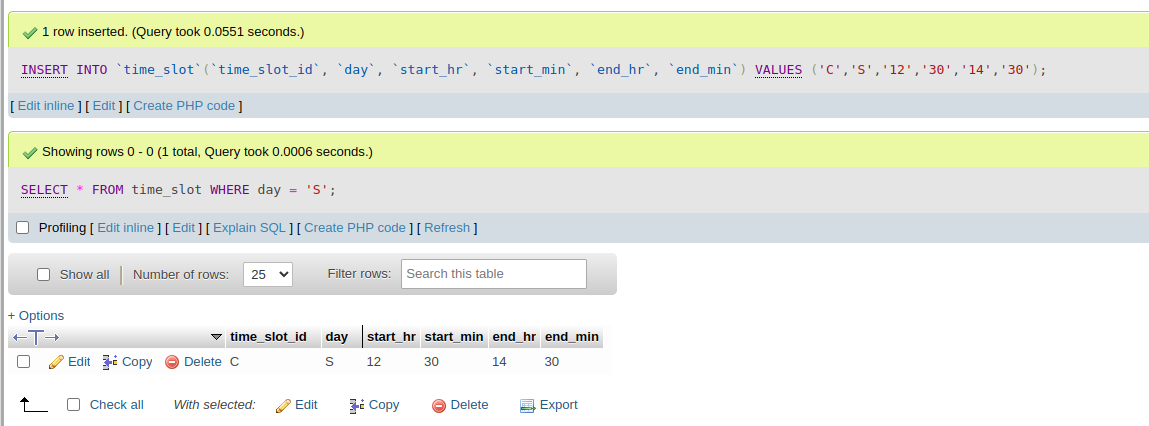 1 row inserted. (Query took 0.0551 seconds.)
INSERT INTO `time_slot`(`time_slot_id`, `day`, `start_hr`, `start_min`, `end_hr`, `end_min`) VALUES ('C','S','12','30','14','30');
[ Edit inline ] [ Edit ] [ Create PHP code ]
Showing rows 0 - 0 (1 total, Query took 0.0006 seconds.)
SELECT * FROM time_slot WHERE day = 'S';
Profiling [ Edit inline ] [ Edit ] [ Explain SQL ] [ Create PHP code ] [ Refresh ]
Show all | Number of rows: 25 Filter rows: Search this table
+ Options
time_slot_id day start_hr start_min end_hr end_min
Edit Copy Delete C S 12 30 14 30
Check all With selected: Edit Copy Delete Export